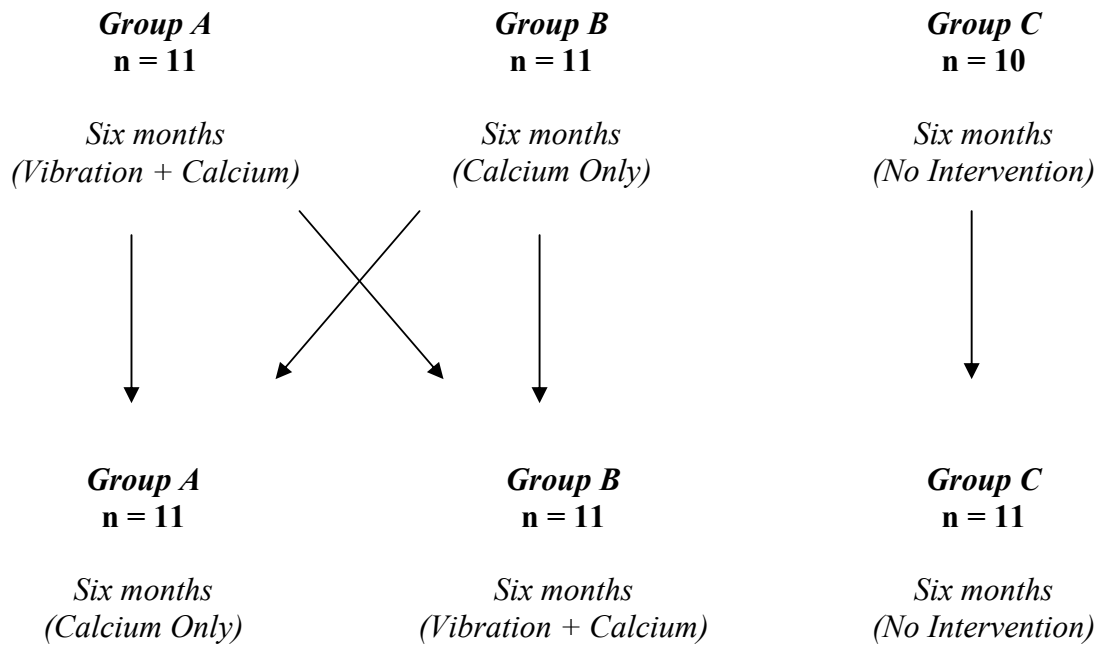 Group A
n = 11
Six months
(Vibration + Calcium)
Group B
n = 11
Six months
(Calcium Only)
Group C
n = 10
Six months
(No Intervention)
Group A
n = 11
Six months
(Calcium Only)
Group B
n = 11
Six months
(Vibration + Calcium)
Group C
n = 11
Six months
(No Intervention)